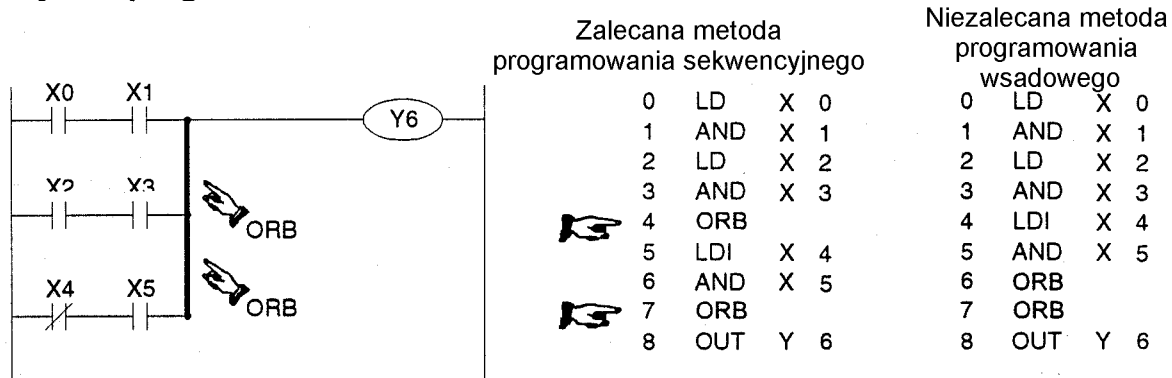 Zalecana metoda
programowania sekwencyjnego
Niezalecana metoda
programowania
wsadowego
X0 X1
Y6
X2 X3
ORB
X4 X5
ORB
0 LD X 0
1 AND X 1
2 LD X 2
3 AND X 3
4 ORB
5 LDI X 4
6 AND X 5
7 ORB
8 OUT Y 6
0 LD X 0
1 AND X 1
2 LD X 2
3 AND X 3
4 LDI X 4
5 AND X 5
6 ORB
7 ORB
8 OUT Y 6